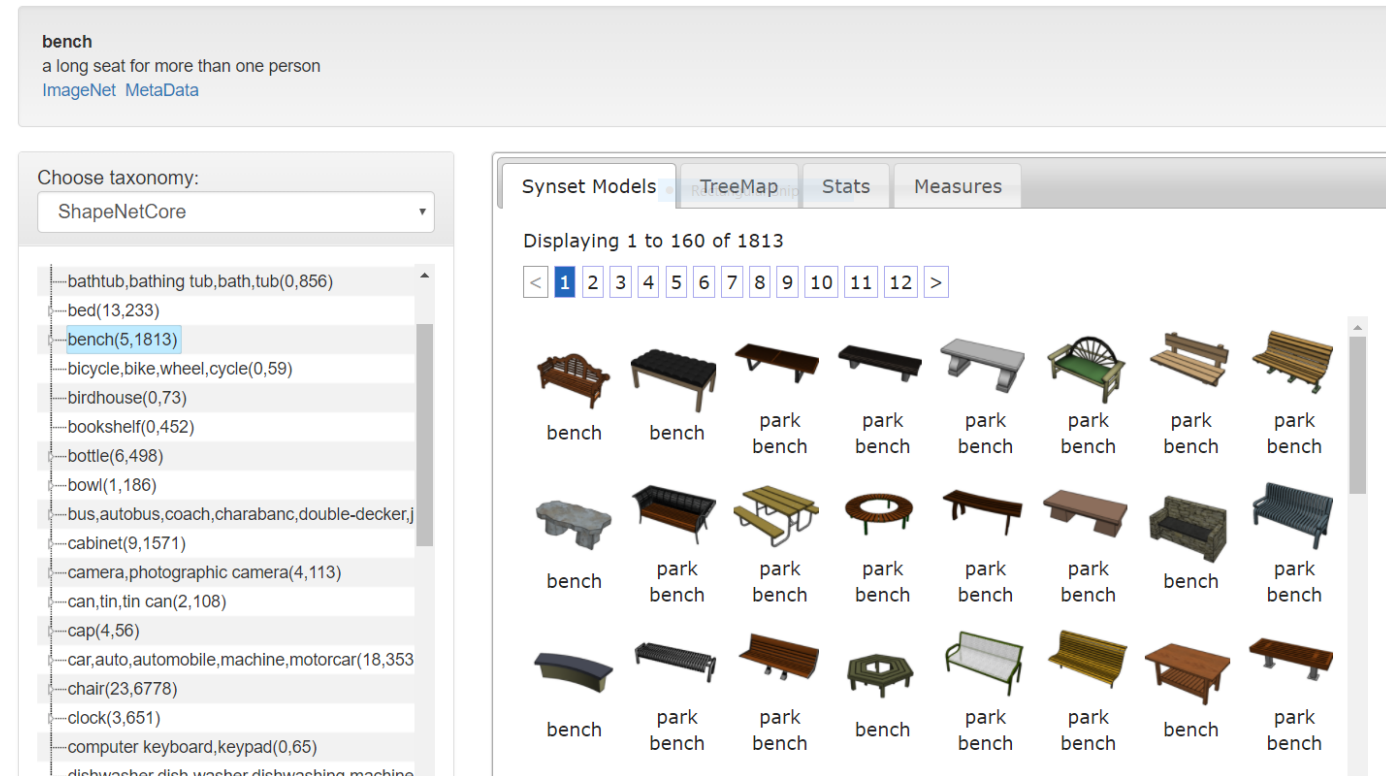 bench
a long seat for more than one person
ImageNet MetaData
Choose taxonomy:
ShapeNetCore
bathtub,bathing tub,bath,tub(0,856)
bed(13,233)
bench(5,1813)
bicycle,bike,wheel,cycle(0,59)
birdhouse(0,73)
bookshelf(0,452)
bottle(6,498)
bowl(1,186)
bus,autobus,coach,charabanc,double-decker,j
cabinet(9,1571)
camera,photographic camera(4,113)
can,tin,tin can(2,108)
cap(4,56)
car,auto,automobile,machine,motorcar(18,353
chair(23,6778)
clock(3,651)
computer keyboard,keypad(0,65)
dishwasher,dish washer,dishwashing machine
Synset Models TreeMap Stats Measures
Displaying 1 to 160 of 1813
< 1 2 3 4 5 6 7 8 9 10 11 12 >
bench bench park bench park bench park bench park bench park bench park bench
bench park bench park bench park bench park bench park bench bench park bench
bench park bench park bench bench park bench park bench bench park bench